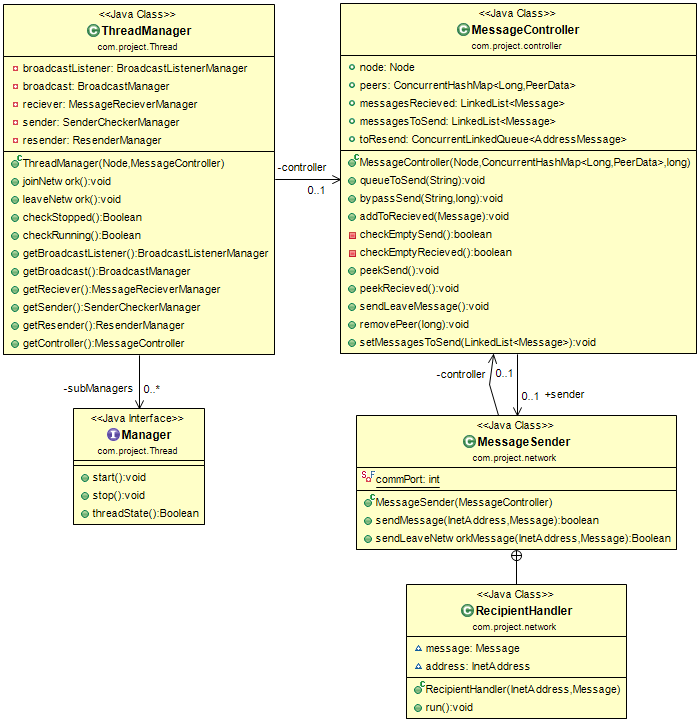 <<Java Class>>
ThreadManager
com.project.Thread
broadcastListener: BroadcastListenerManager
broadcast: BroadcastManager
reciever: MessageRecieverManager
sender: SenderCheckerManager
resender: ResenderManager
ThreadManager(Node,MessageController)
joinNetwork():void
leaveNetwork():void
checkStopped():Boolean
checkRunning():Boolean
getBroadcastListener():BroadcastListenerManager
getBroadcast():BroadcastManager
getReciever():MessageRecieverManager
getSender():SenderCheckerManager
getResender():ResenderManager
getController():MessageController
-controller
0..1
<<Java Class>>
MessageController
com.project.controller
node: Node
peers: ConcurrentHashMap<Long,PeerData>
messagesRecieved: LinkedList<Message>
messagesToSend: LinkedList<Message>
toResend: ConcurrentLinkedQueue<AddressMessage>
MessageController(Node,ConcurrentHashMap<Long,PeerData>,long)
queueToSend(String):void
bypassSend(String,long):void
addToRecieved(Message):void
checkEmptySend():boolean
checkEmptyRecieved():boolean
peekSend():void
peekRecieved():void
sendLeaveMessage():void
removePeer(long):void
setMessagesToSend(LinkedList<Message>):void
-subManagers
0..*
<<Java Interface>>
Manager
com.project.Thread
start():void
stop():void
threadState():Boolean
-controller
0..1
0..1
+sender
<<Java Class>>
MessageSender
com.project.network
commPort: int
MessageSender(MessageController)
sendMessage(InetAddress,Message):boolean
sendLeaveNetworkMessage(InetAddress,Message):Boolean
<<Java Class>>
RecipientHandler
com.project.network
message: Message
address: InetAddress
RecipientHandler(InetAddress,Message)
run():void